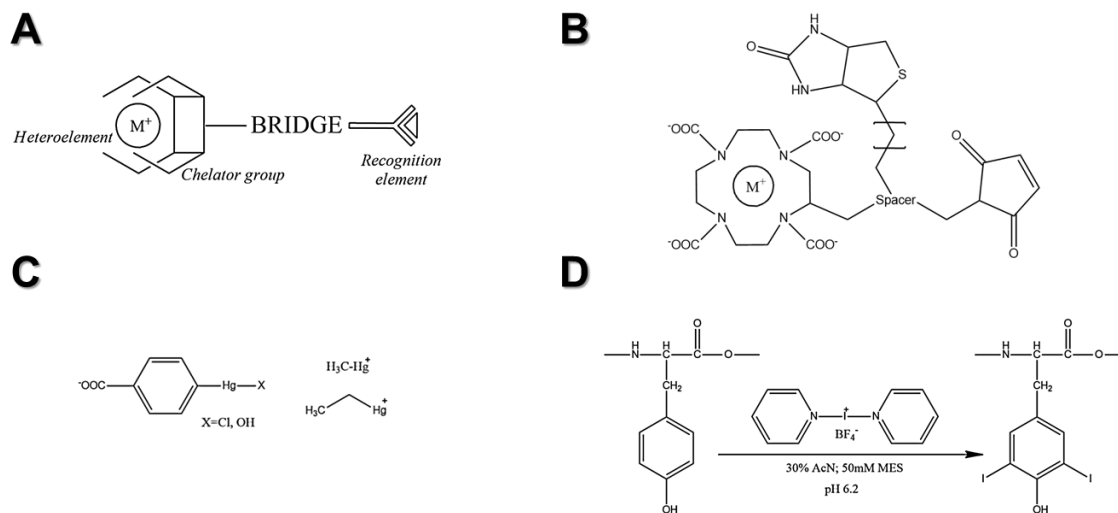 A
Heteroelement
M+
Chelator group
BRIDGE
Recognition
element
B
O
HN
HN
S
-OOC
COO-
N
N
M+
N
N
-OOC
COO-
Spacer
O
O
C
-OOC
Hg
X
X=Cl, OH
H3C-Hg+
H3C
Hg+
D
H
N
H
C
O
C
O
CH2
OH
N
I+
N
BF4-
30% AcN; 50mM MES
pH 6.2
H
N
H
C
O
C
O
CH2
I
I
OH